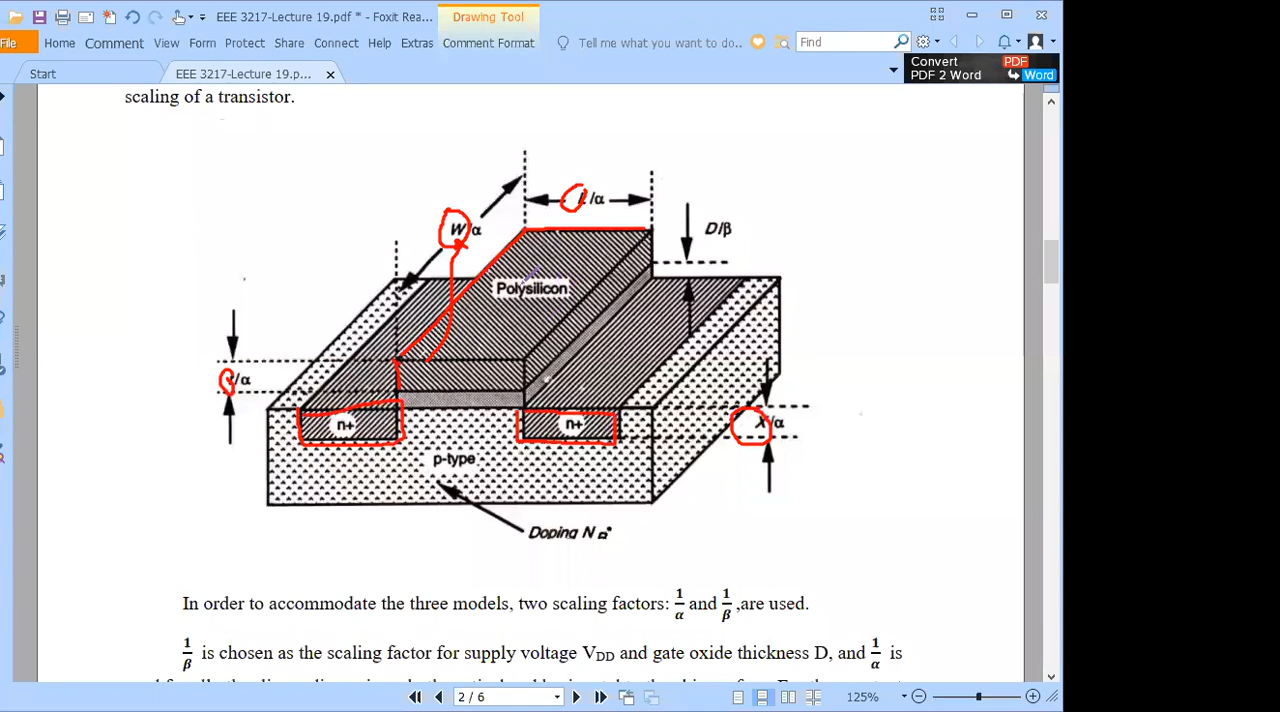 EEE 3217-Lecture 19.pdf * - Foxit Rea...
Drawing Tool
File
Home
Comment
View
Form
Protect
Share
Connect
Help
Extras
Comment Format
Tell me what you want to do..
Find
Start
EEE 3217-Lecture 19.p...
Convert
PDF 2 Word
PDF
Word
scaling of a transistor.
W/α
L/α
D/β
Polysilicon
/α
n+
n+
X/α
p-type
Doping N
In order to accommodate the three models, two scaling factors: 1/α and 1/β ,are used.
1/β is chosen as the scaling factor for supply voltage VDD and gate oxide thickness D, and 1/α is
2 / 6
125%